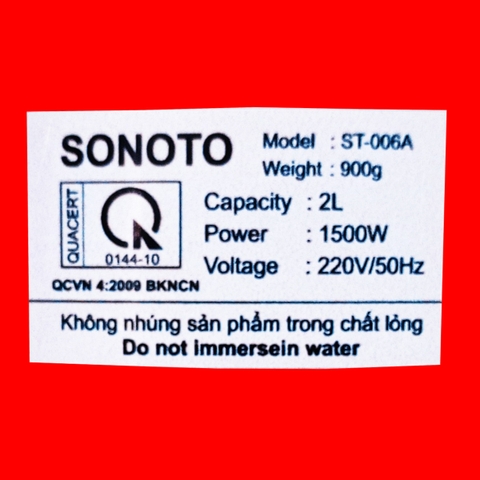 SONOTO
Model : ST-006A
Weight : 900g
Capacity : 2L
Power : 1500W
Voltage : 220V/50Hz
QUACERT
0144-10
QCVN 4:2009 BKNCN
Không nhúng sản phẩm trong chất lỏng
Do not immersein water